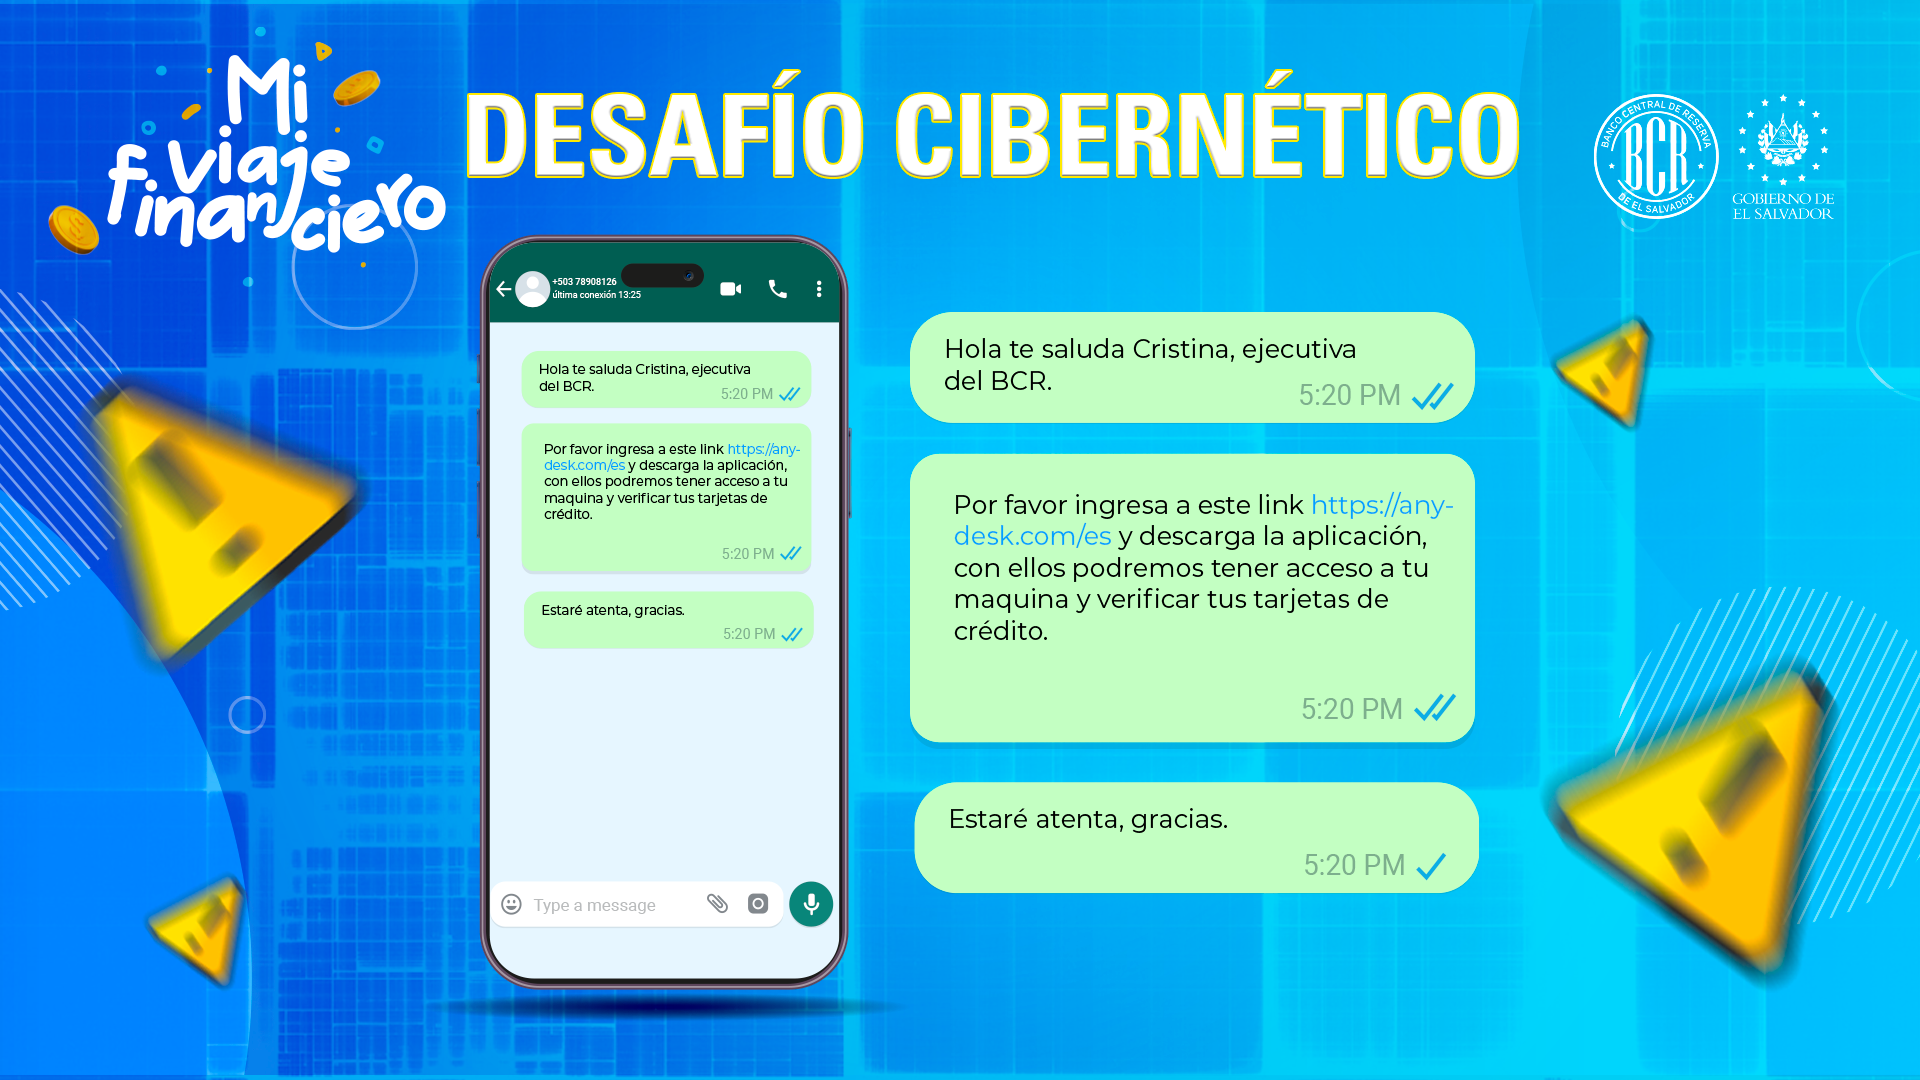 Mi
viaje
financiero
DESAFÍO CIBERNÉTICO
BANCO CENTRAL DE RESERVA
BCR
DE EL SALVADOR
GOBIERNO DE
EL SALVADOR
+503 78908126
última conexión 13:25
Hola te saluda Cristina, ejecutiva
del BCR.
5:20 PM
Por favor ingresa a este link https://any-
desk.com/es y descarga la aplicación,
con ellos podremos tener acceso a tu
maquina y verificar tus tarjetas de
crédito.
5:20 PM
Estaré atenta, gracias.
5:20 PM
Type a message
Hola te saluda Cristina, ejecutiva
del BCR.
5:20 PM
Por favor ingresa a este link https://any-
desk.com/es y descarga la aplicación,
con ellos podremos tener acceso a tu
maquina y verificar tus tarjetas de
crédito.
5:20 PM
Estaré atenta, gracias.
5:20 PM